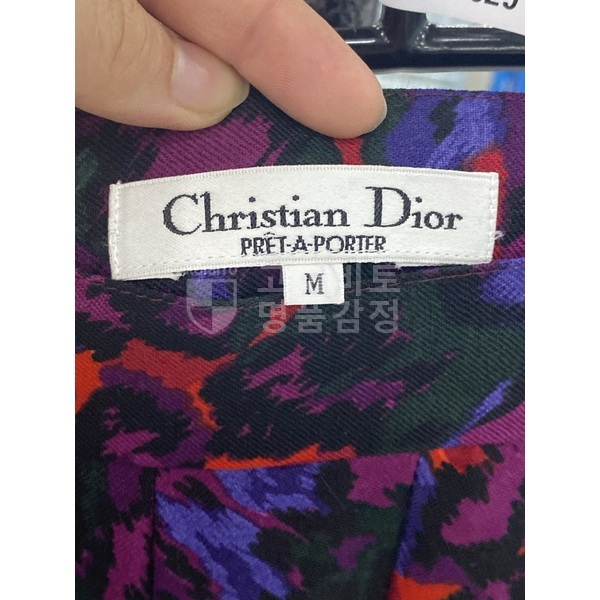 Christian Dior
PRÊT-A-PORTER
M
명품감정